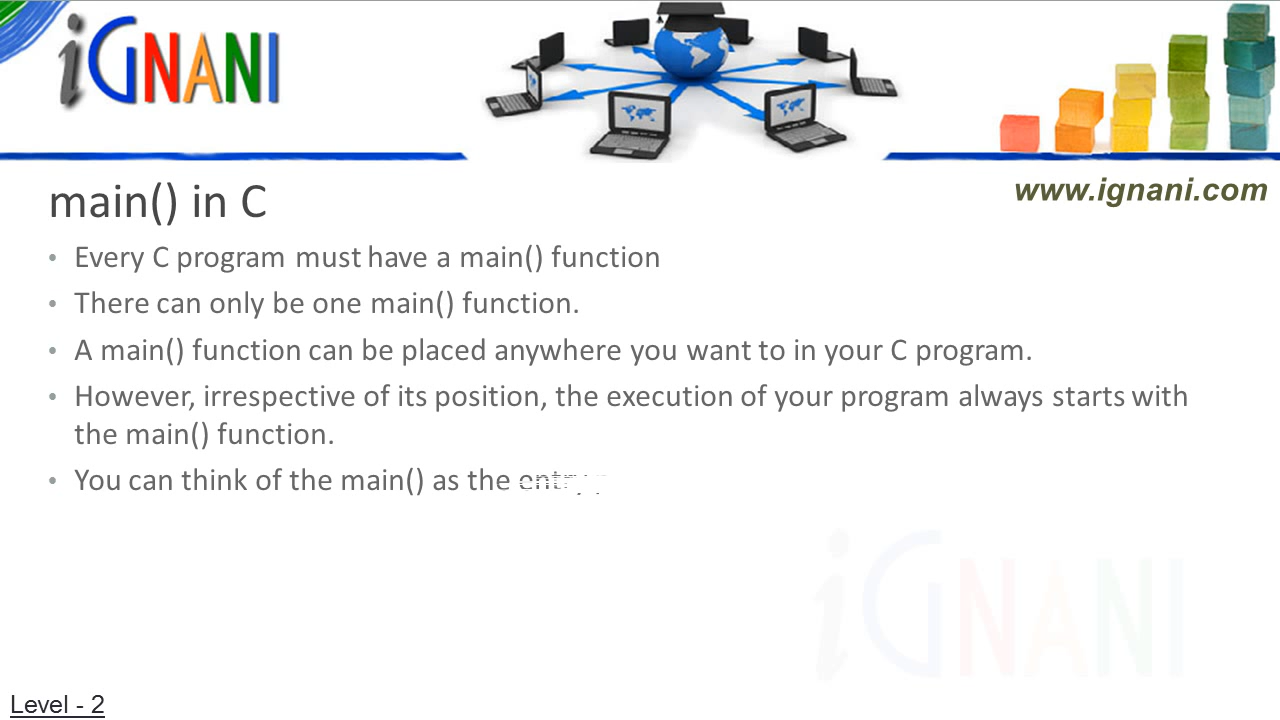 iGNANI
www.ignani.com
main() in C
• Every C program must have a main() function
• There can only be one main() function.
• A main() function can be placed anywhere you want to in your C program.
• However, irrespective of its position, the execution of your program always starts with
the main() function.
• You can think of the main() as the entry
iGNANI
Level - 2